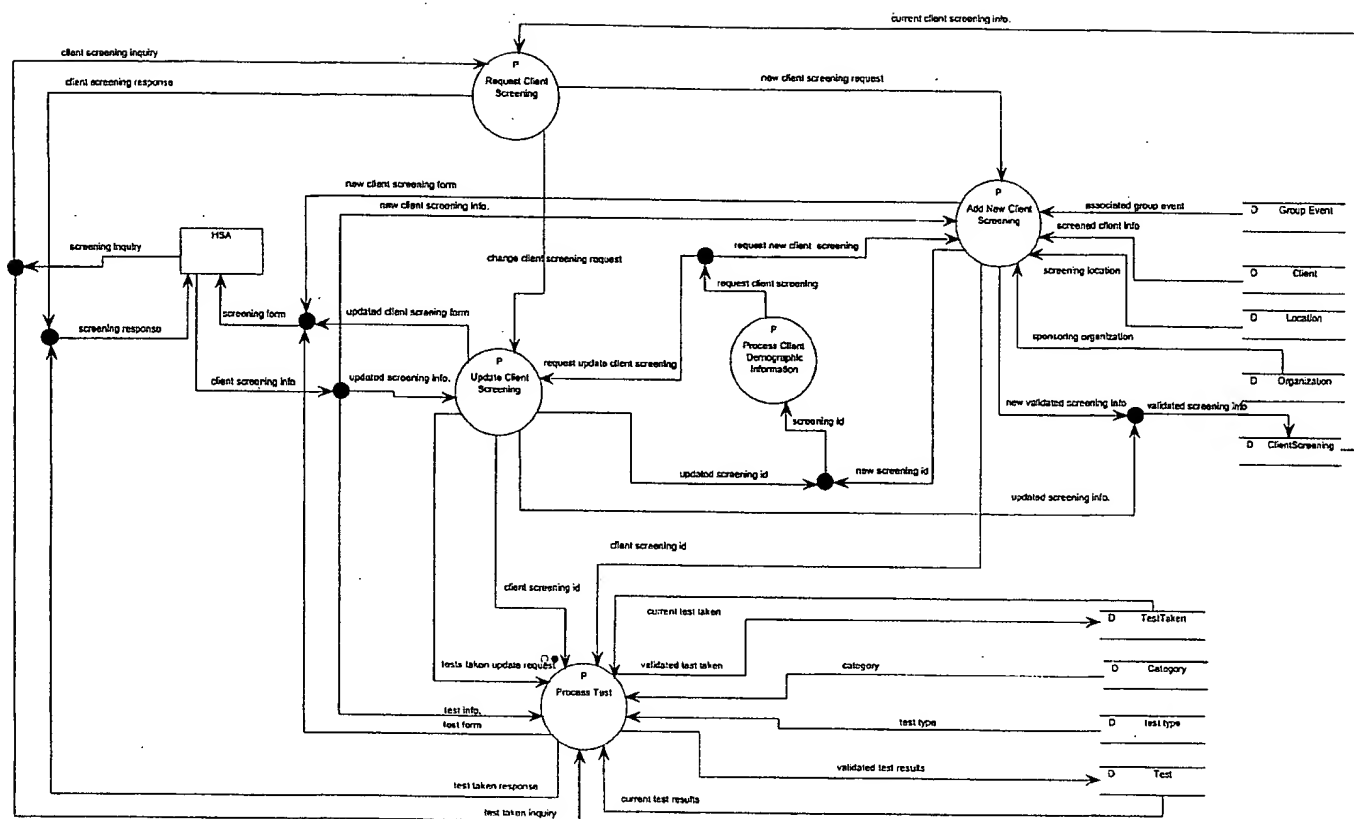 current client screening info.
client screening inquiry
P
Request Client
Screening
client screening response
new client screening request
new client screening form
P
Add New Client
Screening
associated group event
D Group Event
new client screening info.
screened client info
HSA
screening inquiry
request new client screening
change client screening request
screening location
D Client
request client screening
screening form
updated client screening form
D Location
screening response
P
Process Client
Demographic
Information
sponsoring organization
P
Update Client
Screening
request update client screening
client screening info
updated screening info.
D Organization
new validated screening info
validated screening info
screening id
D ClientScreening
updated screening id
new screening id
updated screening info.
client screening id
client screening id
current test taken
D TestTaken
tests taken update request
validated test taken
category
D Category
P
Process Test
test info.
test form
test type
D test type
validated test results
D Test
test taken response
current test results
test taken inquiry